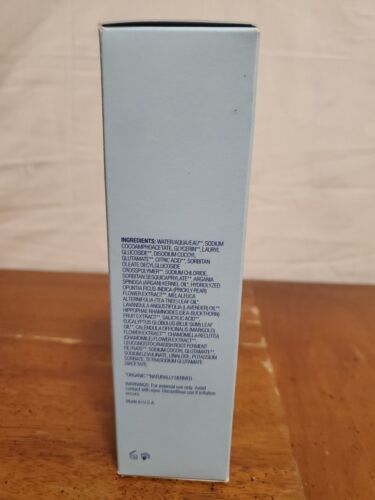 INGREDIENTS: WATER/AQUA/EAU**, SODIUM
COCOAMPHOACETATE, GLYCERIN**, LAURYL
GLUCOSIDE**, DISODIUM COCOYL
GLUTAMATE**, CITRIC ACID**, SORBITAN
OLEATE DECYLGLUCOSIDE
CROSSPOLYMER**, SODIUM CHLORIDE,
SORBITAN SESQUICAPRYLATE**, ARGANIA
SPINOSA (ARGAN) KERNEL OIL*, HYDROLYZED
OPUNTIA FICUS-INDICA (PRICKLY PEAR)
FLOWER EXTRACT**, MELALEUCA
ALTERNIFOLIA (TEA TREE) LEAF OIL*,
LAVANDULA ANGUSTIFOLIA (LAVENDER) OIL**,
HIPPOPHAE RHAMNOIDES (SEA-BUCKTHORN)
FRUIT EXTRACT**, SALICYLIC ACID**,
EUCALYPTUS GLOBULUS (BLUE GUM) LEAF
OIL**, CALENDULA OFFICINALIS (MARIGOLD)
FLOWER EXTRACT**, CHAMOMILLA RECUTITA
(CHAMOMILE) FLOWER EXTRACT**,
LEUCONOSTOC/RADISH ROOT FERMENT
FILTRATE**, SODIUM COCOYL GLUTAMATE**,
SODIUM LEVULINATE, LINALOOL, POTASSIUM
SORBATE, TETRASODIUM GLUTAMATE
DIACETATE.
*ORGANIC **NATURALLY DERIVED
WARNINGS: For external use only. Avoid
contact with eyes. Discontinue use if irritation
occurs.
Made in U.S.A.